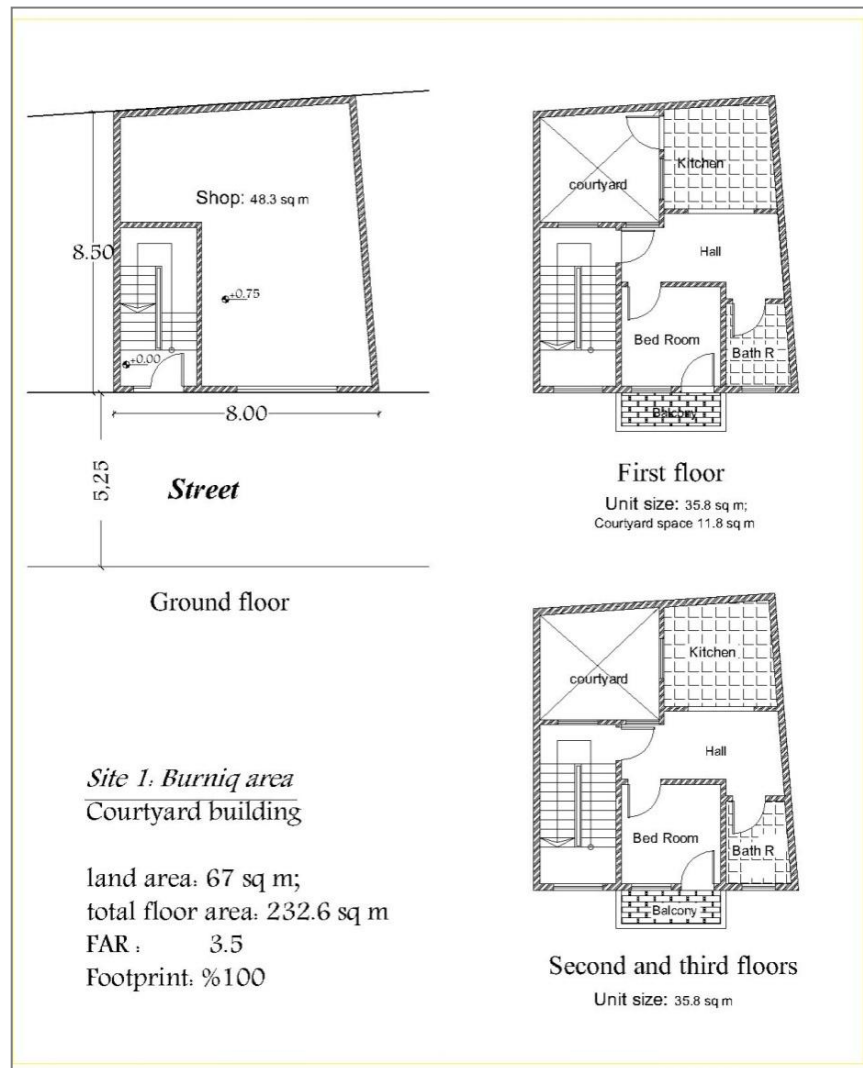 Shop: 48.3 sq m
8.50
+0.75
+0.00
8.00
5,25
Street
Ground floor
courtyard
Kitchen
Hall
Bed Room
Bath R
Balcony
First floor
Unit size: 35.8 sq m;
Courtyard space 11.8 sq m
courtyard
Kitchen
Hall
Bed Room
Bath R
Balcony
Second and third floors
Unit size: 35.8 sq m
Site 1: Burniq area
Courtyard building
land area: 67 sq m;
total floor area: 232.6 sq m
FAR : 3.5
Footprint: %100